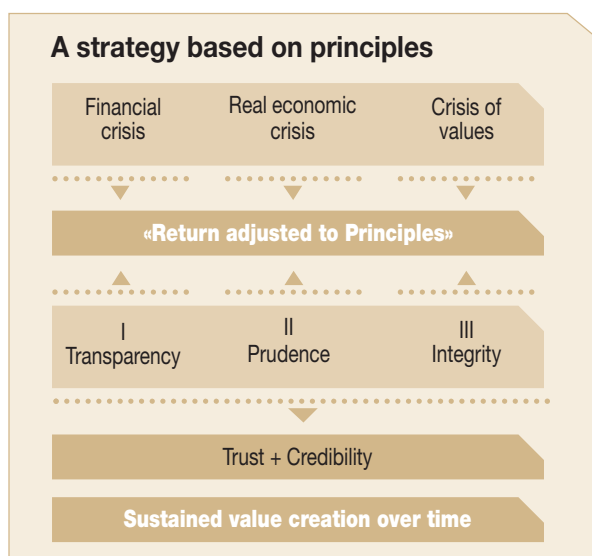 A strategy based on principles
Financial crisis
Real economic crisis
Crisis of values
«Return adjusted to Principles»
I
Transparency
II
Prudence
III
Integrity
Trust + Credibility
Sustained value creation over time